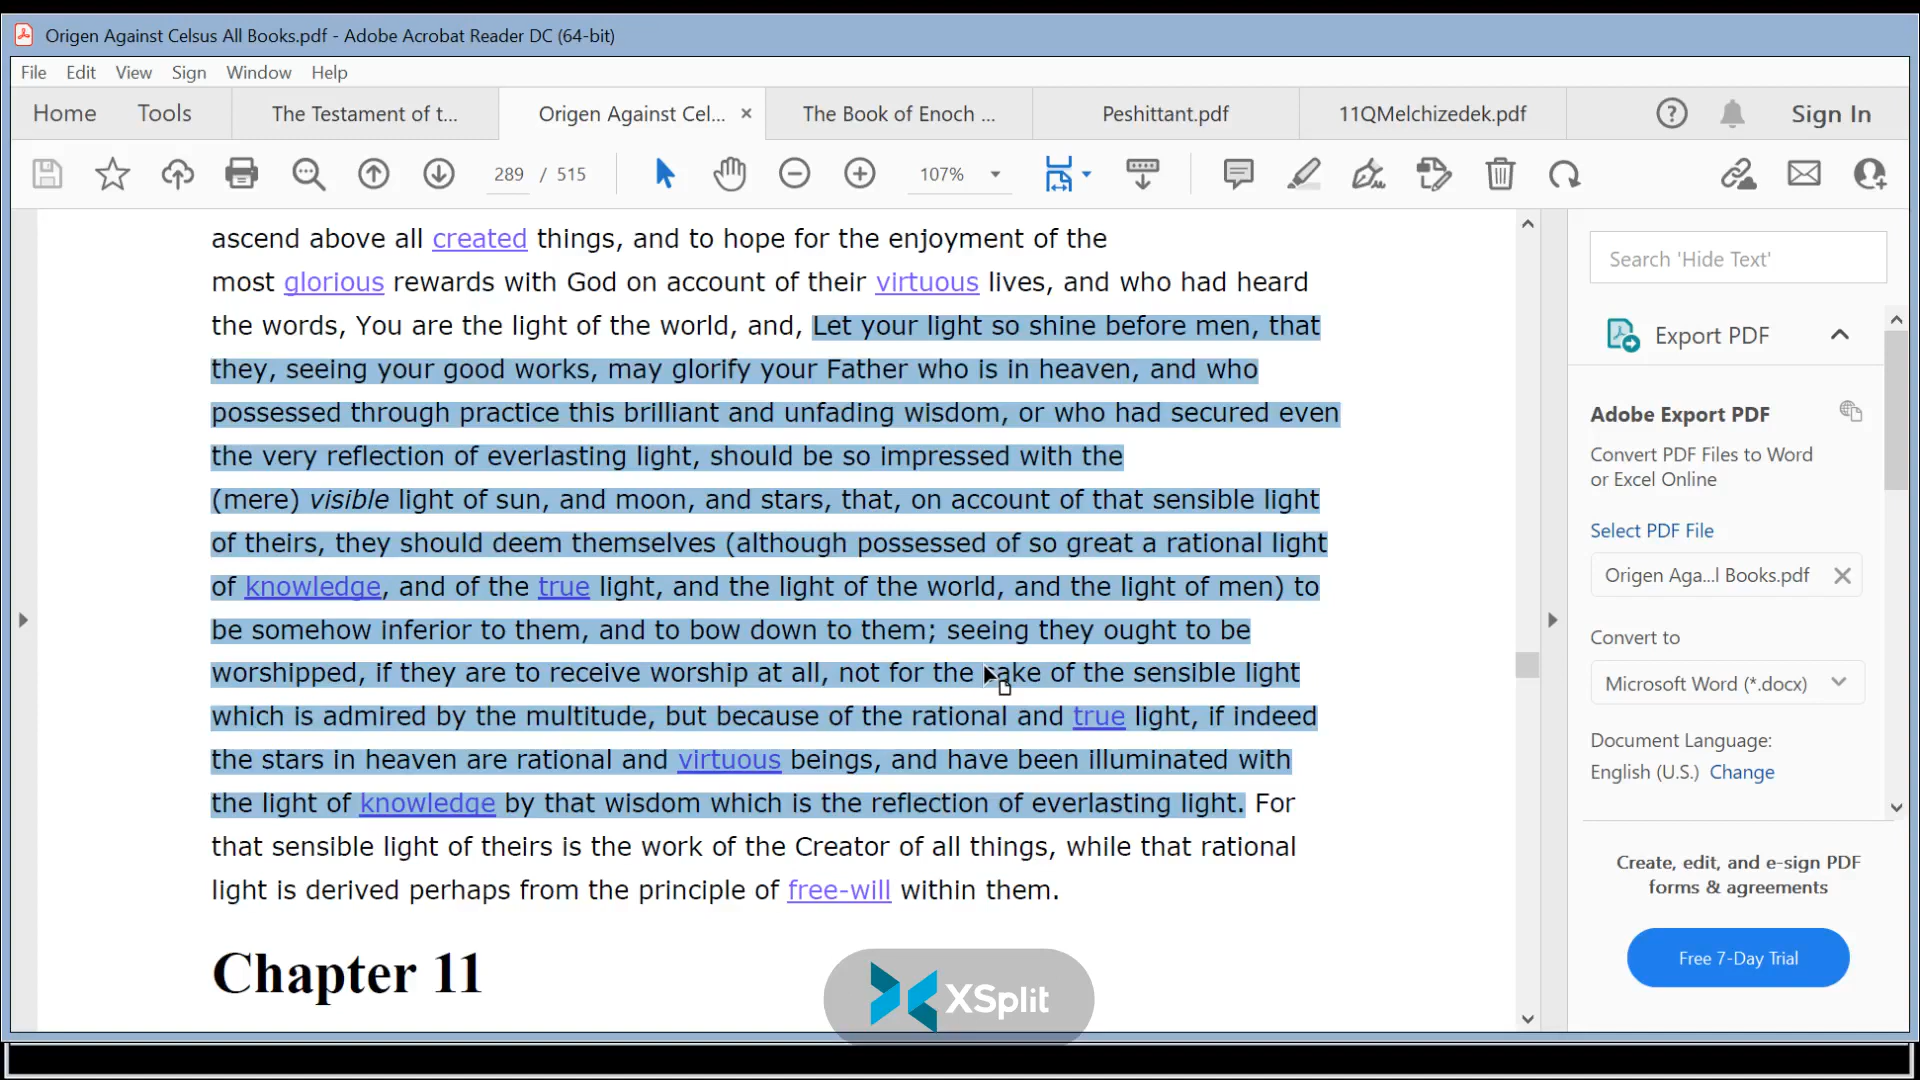 Origen Against Celsus All Books.pdf - Adobe Acrobat Reader DC (64-bit)
File Edit View Sign Window Help
Home Tools The Testament of t... Origen Against Cel... × The Book of Enoch ... Peshittant.pdf 11QMelchizedek.pdf Sign In
289 / 515 107%
ascend above all created things, and to hope for the enjoyment of the
most glorious rewards with God on account of their virtuous lives, and who had heard
the words, You are the light of the world, and, Let your light so shine before men, that
they, seeing your good works, may glorify your Father who is in heaven, and who
possessed through practice this brilliant and unfading wisdom, or who had secured even
the very reflection of everlasting light, should be so impressed with the
(mere) visible light of sun, and moon, and stars, that, on account of that sensible light
of theirs, they should deem themselves (although possessed of so great a rational light
of knowledge, and of the true light, and the light of the world, and the light of men) to
be somehow inferior to them, and to bow down to them; seeing they ought to be
worshipped, if they are to receive worship at all, not for the sake of the sensible light
which is admired by the multitude, but because of the rational and true light, if indeed
the stars in heaven are rational and virtuous beings, and have been illuminated with
the light of knowledge by that wisdom which is the reflection of everlasting light. For
that sensible light of theirs is the work of the Creator of all things, while that rational
light is derived perhaps from the principle of free-will within them.
Chapter 11
XSplit
Search 'Hide Text'
Export PDF
Adobe Export PDF
Convert PDF Files to Word
or Excel Online
Select PDF File
Origen Aga...l Books.pdf
Convert to
Microsoft Word (*.docx)
Document Language:
English (U.S.) Change
Create, edit, and e-sign PDF
forms & agreements
Free 7-Day Trial